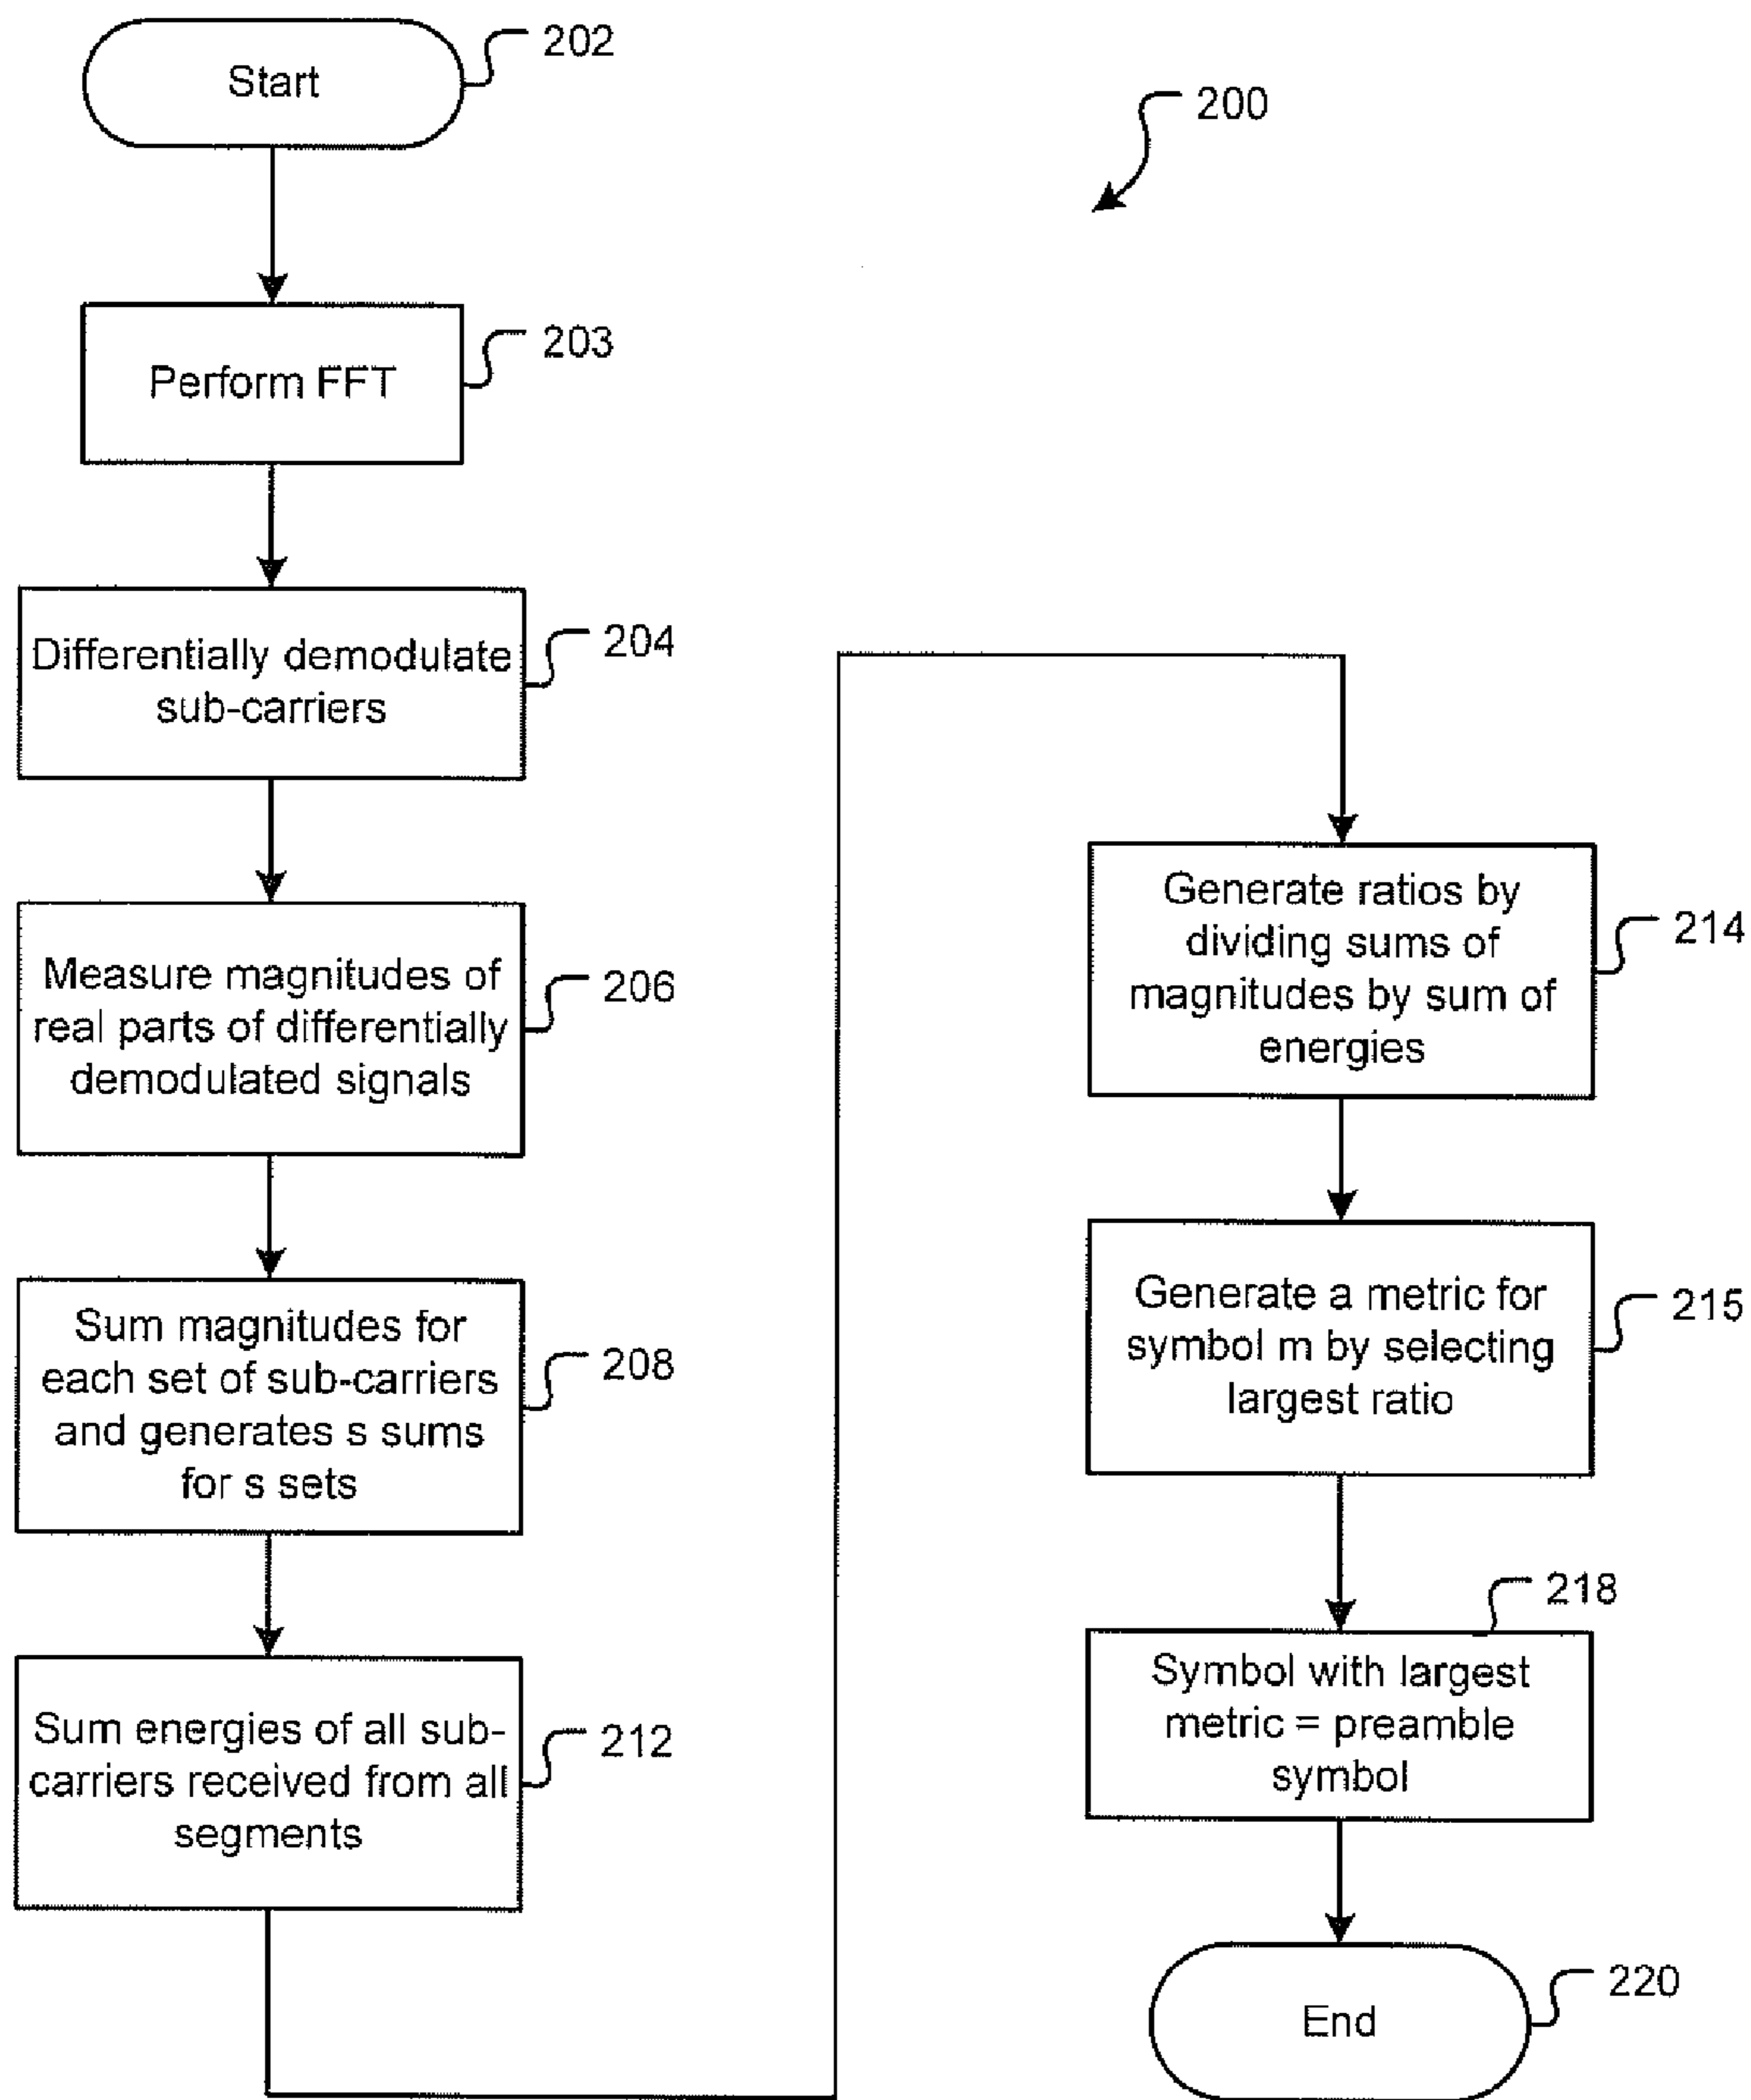 Start
202
200
Perform FFT
203
Differentially demodulate
sub-carriers
204
Measure magnitudes of
real parts of differentially
demodulated signals
206
Sum magnitudes for
each set of sub-carriers
and generates s sums
for s sets
208
Sum energies of all sub-
carriers received from all
segments
212
Generate ratios by
dividing sums of
magnitudes by sum of
energies
214
Generate a metric for
symbol m by selecting
largest ratio
215
218
Symbol with largest
metric = preamble
symbol
End
220